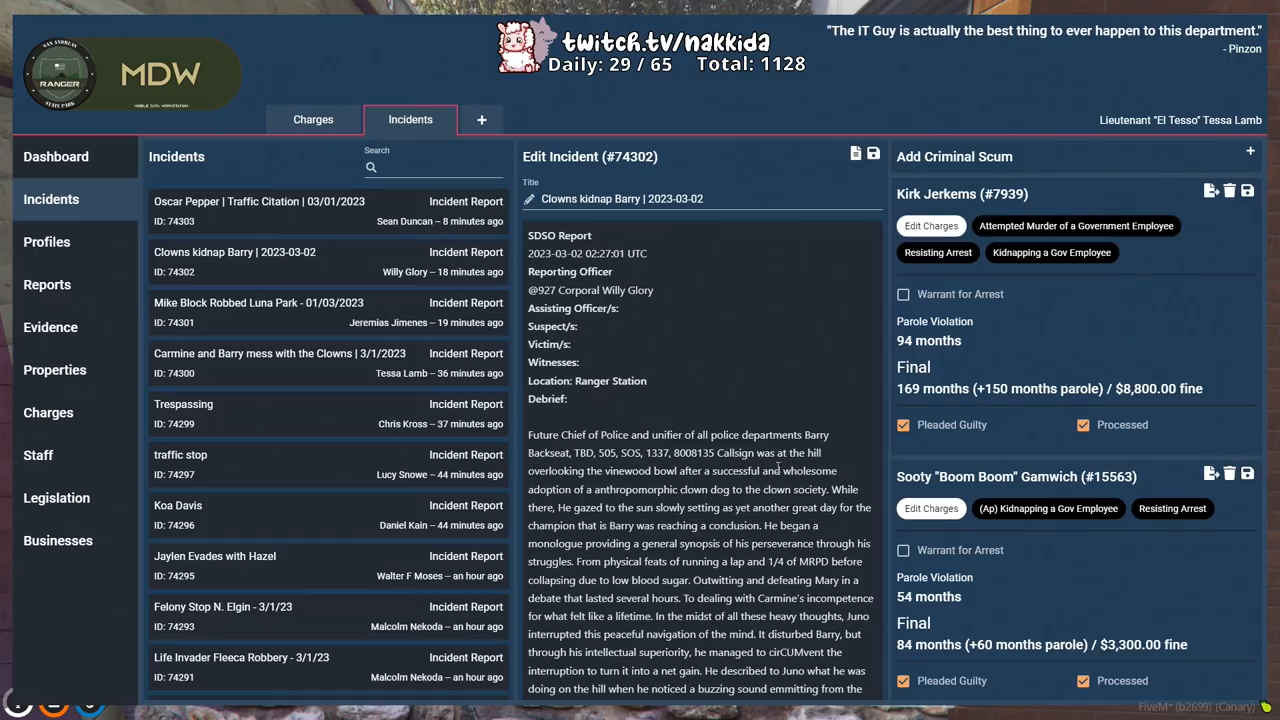 twitch.tv/nakkida
Daily: 29 / 65 Total: 1128
"The IT Guy is actually the best thing to ever happen to this department."
- Pinzon
SAN ANDREAS
RANGER
STATE PARK
MDW
MOBILE DATA WORKSTATION
Charges
Incidents
+
Lieutenant "El Tesso" Tessa Lamb
Dashboard
Incidents
Profiles
Reports
Evidence
Properties
Charges
Staff
Legislation
Businesses
Incidents
Search
Oscar Pepper | Traffic Citation | 03/01/2023 Incident Report
ID: 74303 Sean Duncan – 8 minutes ago
Clowns kidnap Barry | 2023-03-02 Incident Report
ID: 74302 Willy Glory – 18 minutes ago
Mike Block Robbed Luna Park - 01/03/2023 Incident Report
ID: 74301 Jeremias Jimenes – 19 minutes ago
Carmine and Barry mess with the Clowns | 3/1/2023 Incident Report
ID: 74300 Tessa Lamb – 36 minutes ago
Trespassing Incident Report
ID: 74299 Chris Kross – 37 minutes ago
traffic stop Incident Report
ID: 74297 Lucy Snowe – 44 minutes ago
Koa Davis Incident Report
ID: 74296 Daniel Kain – 44 minutes ago
Jaylen Evades with Hazel Incident Report
ID: 74295 Walter F Moses – an hour ago
Felony Stop N. Elgin - 3/1/23 Incident Report
ID: 74293 Malcolm Nekoda – an hour ago
Life Invader Fleeca Robbery - 3/1/23 Incident Report
ID: 74291 Malcolm Nekoda – an hour ago
Edit Incident (#74302)
Title
Clowns kidnap Barry | 2023-03-02
SDSO Report
2023-03-02 02:27:01 UTC
Reporting Officer
@927 Corporal Willy Glory
Assisting Officer/s:
Suspect/s:
Victim/s:
Witnesses:
Location: Ranger Station
Debrief:
Future Chief of Police and unifier of all police departments Barry
Backseat, TBD, 505, SOS, 1337, 8008135 Callsign was at the hill
overlooking the vinewood bowl after a successful and wholesome
adoption of a anthropomorphic clown dog to the clown society. While
there, He gazed to the sun slowly setting as yet another great day for the
champion that is Barry was reaching a conclusion. He began a
monologue providing a general synopsis of his perseverance through his
struggles. From physical feats of running a lap and 1/4 of MRPD before
collapsing due to low blood sugar. Outwitting and defeating Mary in a
debate that lasted several hours. To dealing with Carmine's incompetence
for what felt like a lifetime. In the midst of all these heavy thoughts, Juno
interrupted this peaceful navigation of the mind. It disturbed Barry, but
through his intellectual superiority, he managed to cirCUMvent the
interruption to turn it into a net gain. He described to Juno what he was
doing on the hill when he noticed a buzzing sound emmitting from the
Add Criminal Scum
+
Kirk Jerkems (#7939)
Edit Charges Attempted Murder of a Government Employee
Resisting Arrest Kidnapping a Gov Employee
Warrant for Arrest
Parole Violation
94 months
Final
169 months (+150 months parole) / $8,800.00 fine
Pleaded Guilty Processed
Sooty "Boom Boom" Gamwich (#15563)
Edit Charges (Ap) Kidnapping a Gov Employee Resisting Arrest
Warrant for Arrest
Parole Violation
54 months
Final
84 months (+60 months parole) / $3,300.00 fine
Pleaded Guilty Processed
FiveM* (b2699) (Canary)